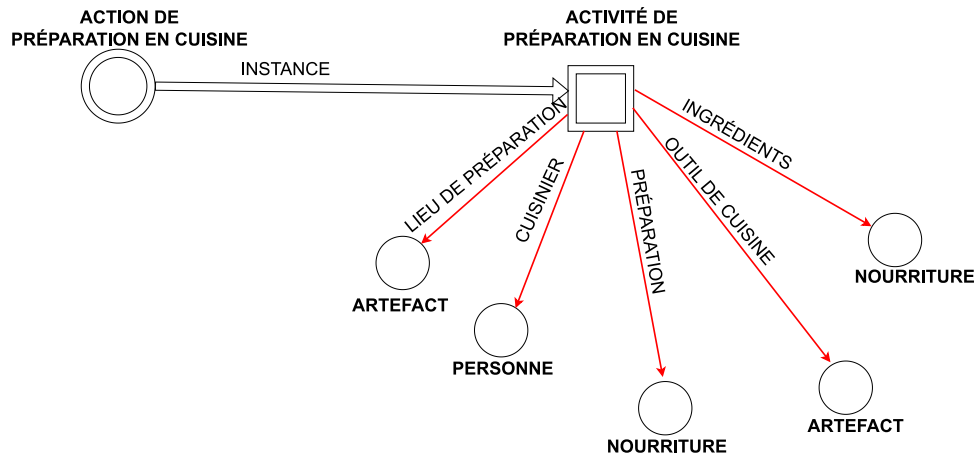 ACTION DE
PRÉPARATION EN CUISINE
ACTIVITÉ DE
PRÉPARATION EN CUISINE
INSTANCE
LIEU DE PRÉPARATION
CUISINIER
PRÉPARATION
OUTIL DE CUISINE
INGRÉDIENTS
ARTEFACT
PERSONNE
NOURRITURE
ARTEFACT
NOURRITURE